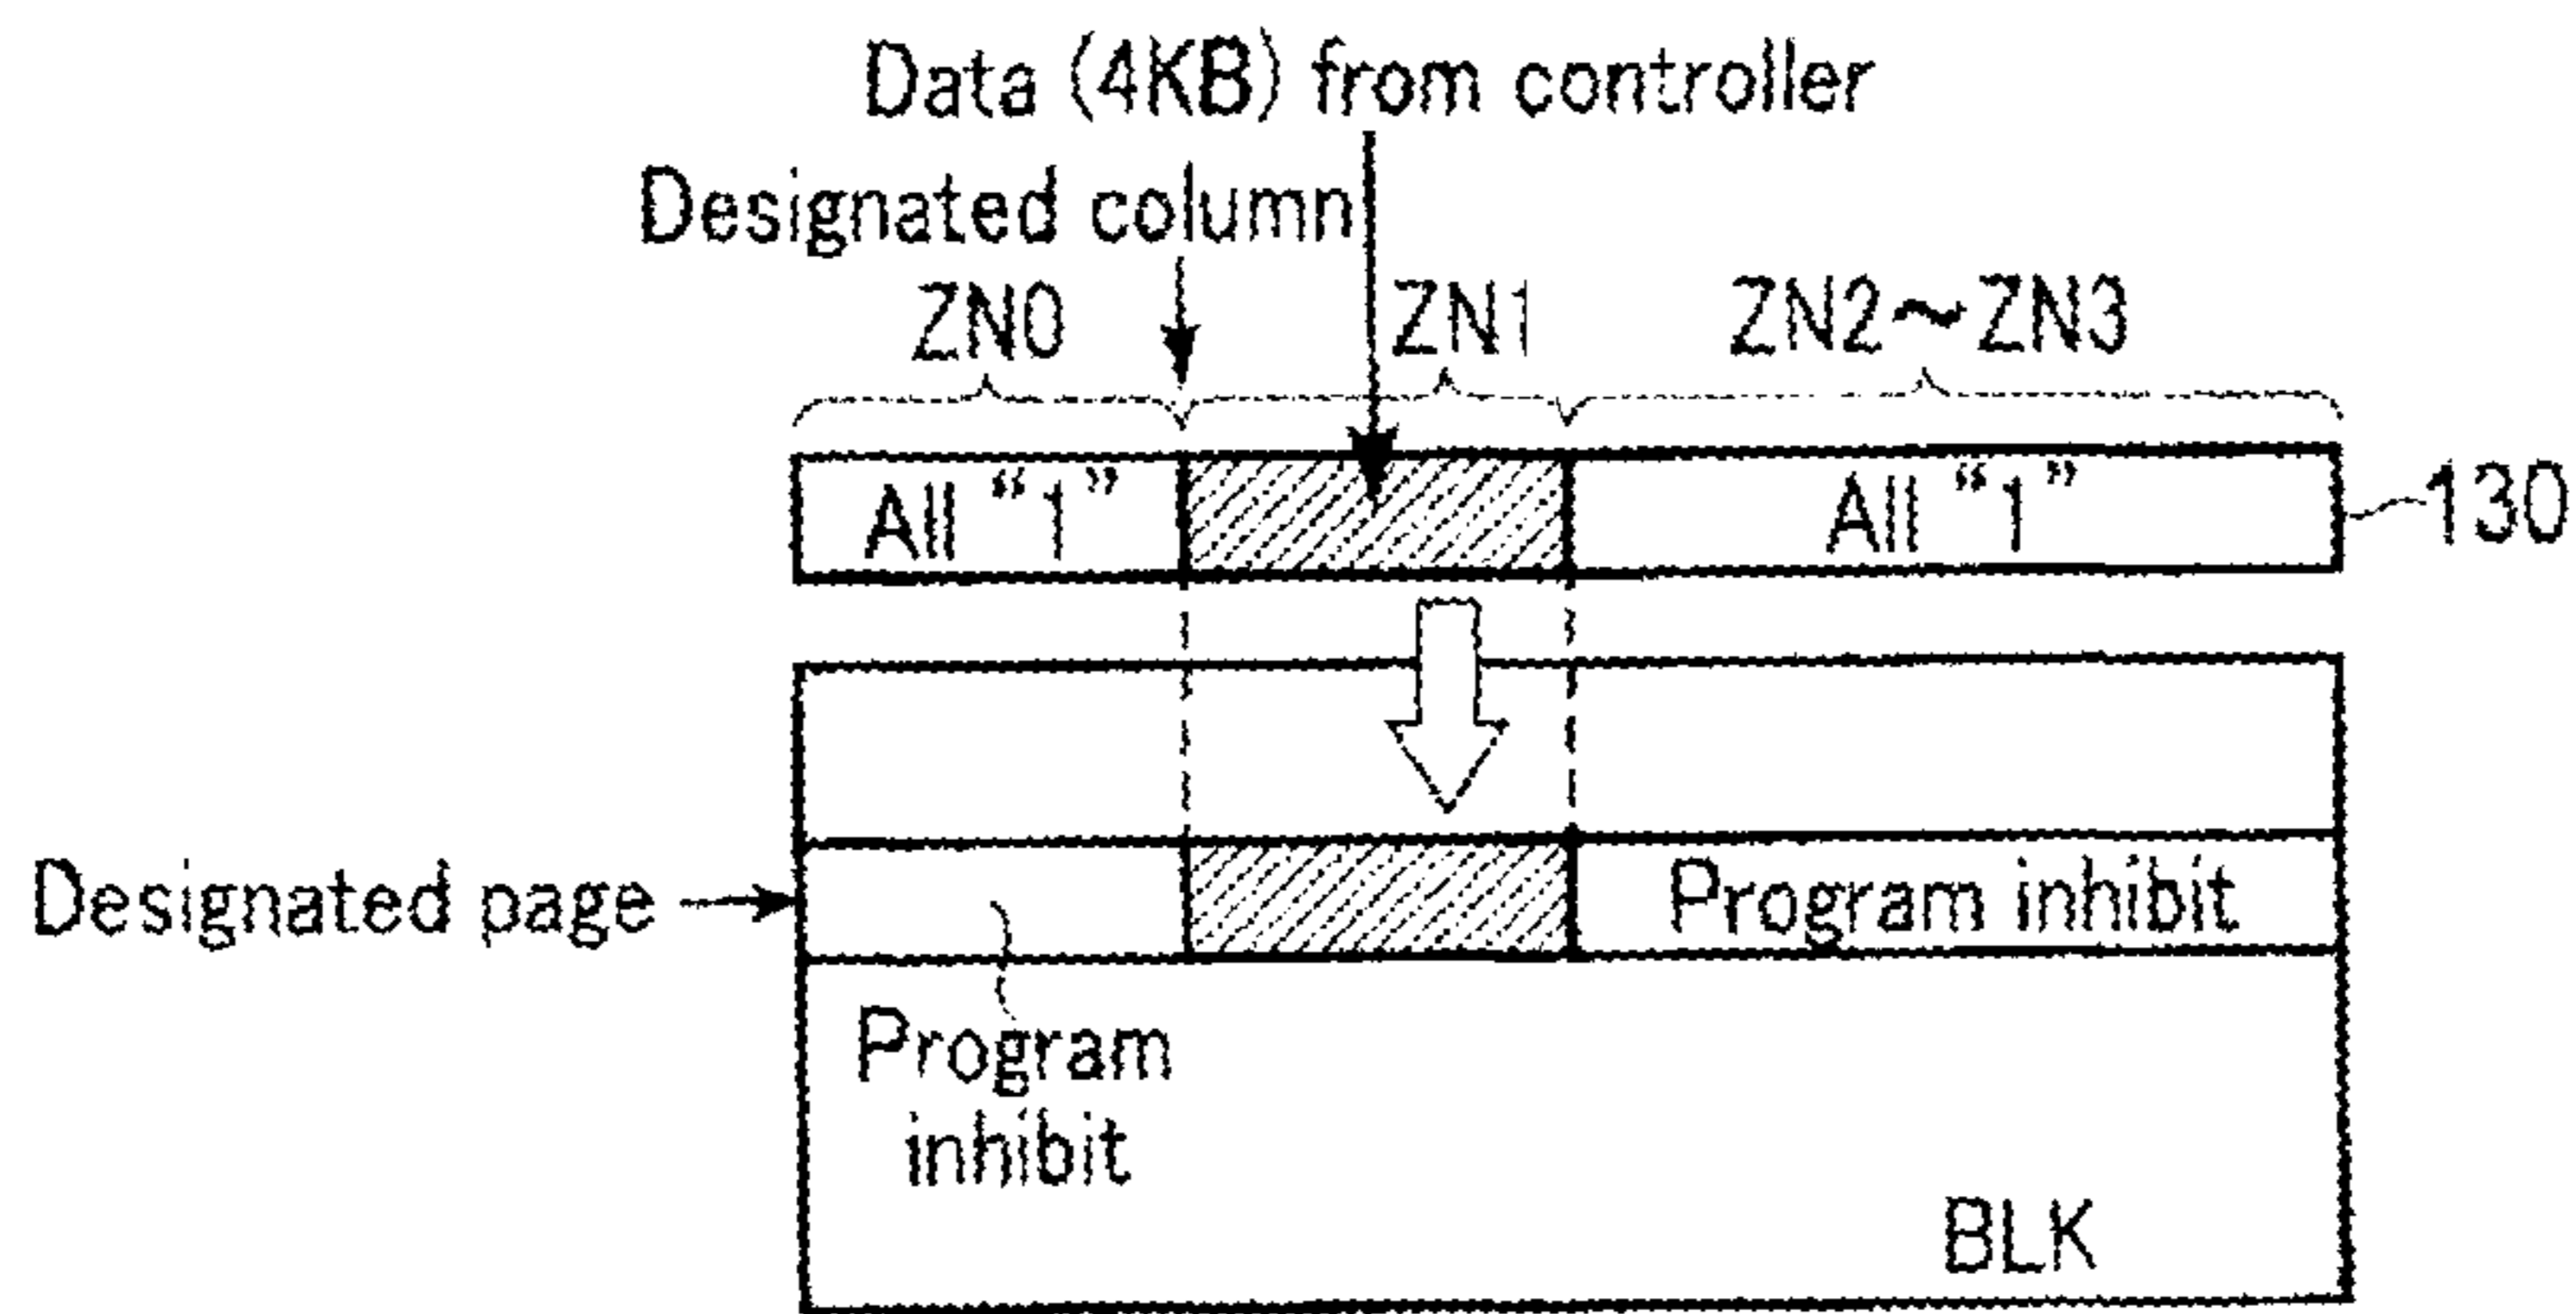 Data (4KB) from controller
Designated column
ZN0
ZN1
ZN2~ZN3
All "1"
All "1"
130
Designated page
Program inhibit
Program
inhibit
BLK